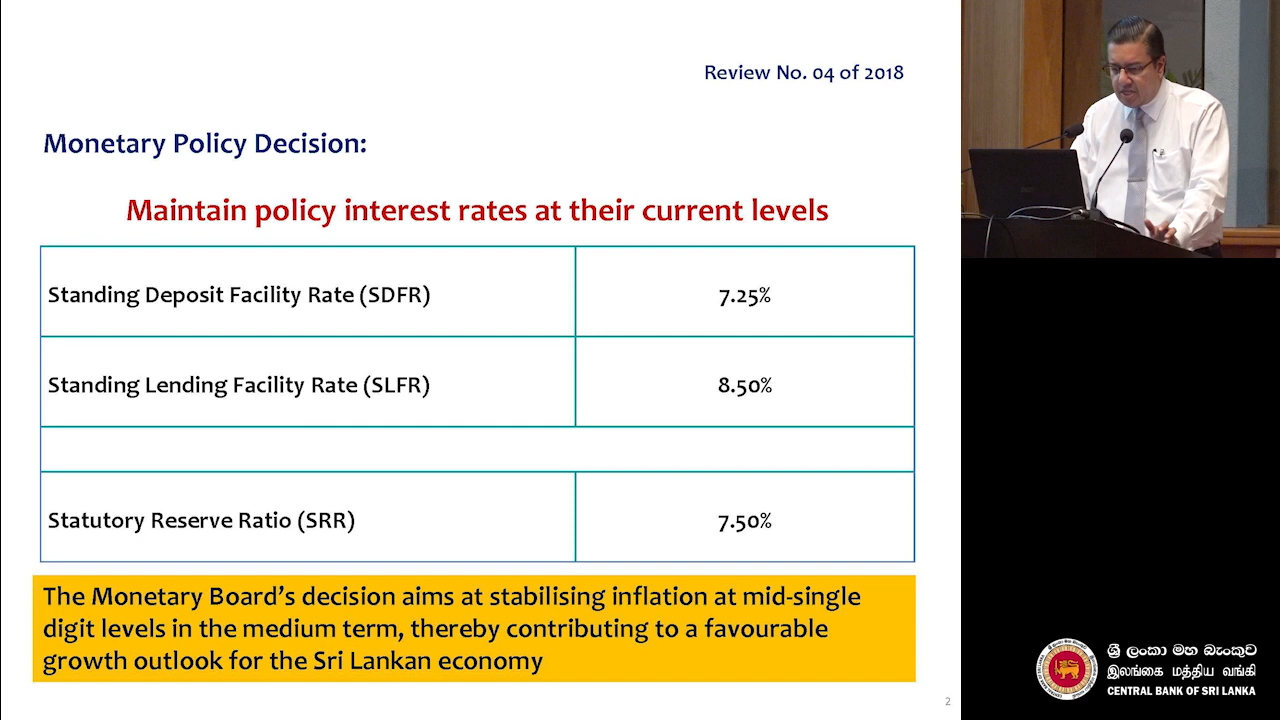 Review No. 04 of 2018
Monetary Policy Decision:
Maintain policy interest rates at their current levels
Standing Deposit Facility Rate (SDFR) 7.25%
Standing Lending Facility Rate (SLFR) 8.50%
Statutory Reserve Ratio (SRR) 7.50%
The Monetary Board’s decision aims at stabilising inflation at mid-single
digit levels in the medium term, thereby contributing to a favourable
growth outlook for the Sri Lankan economy
2
ශ්‍රී ලංකා මහ බැංකුව
இலங்கை மத்திய வங்கி
CENTRAL BANK OF SRI LANKA